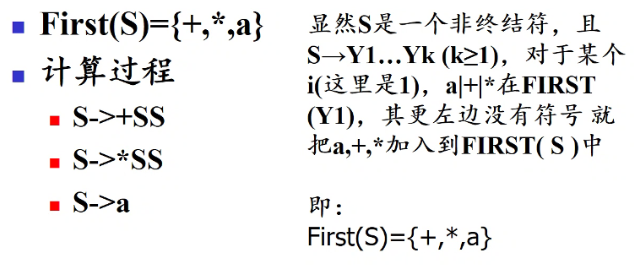 First(S)={+,*,a}
计算过程
S->+SS
S->*SS
S->a
显然S是一个非终结符，且
S→Y1…Yk (k≥1)，对于某个
i(这里是1)，a|+|*在FIRST
(Y1)，其更左边没有符号 就
把a,+,*加入到FIRST( S )中
即：
First(S)={+,*,a}